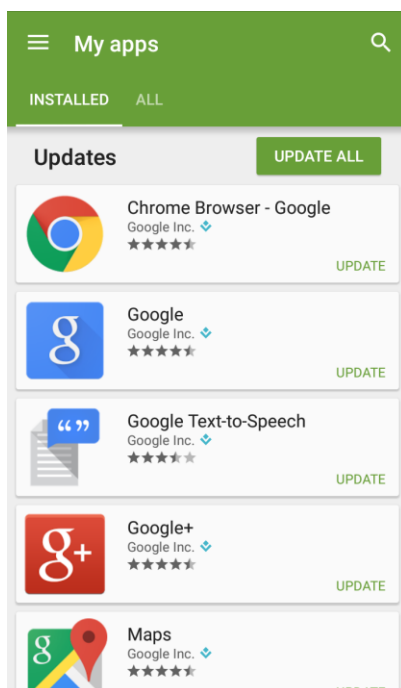 My apps
INSTALLED ALL
Updates UPDATE ALL
Chrome Browser - Google
Google Inc.
UPDATE
g Google
Google Inc.
UPDATE
“ ” Google Text-to-Speech
Google Inc.
UPDATE
g+ Google+
Google Inc.
UPDATE
g Maps
Google Inc.
UPDATE